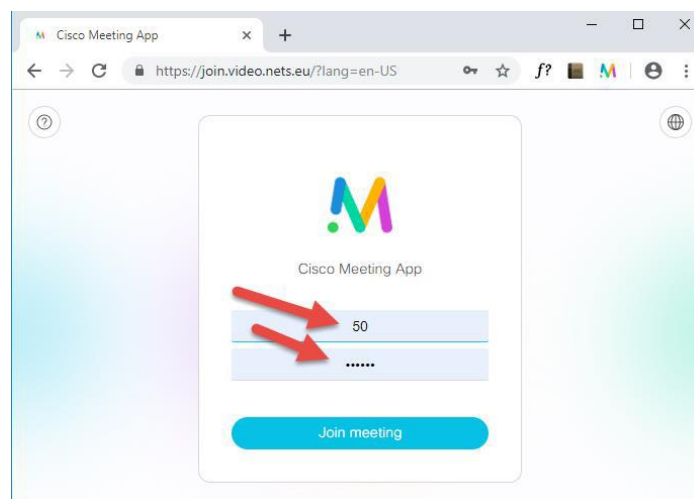 Cisco Meeting App
https://join.video.nets.eu/?lang=en-US
f?
Cisco Meeting App
50
••••••
Join meeting